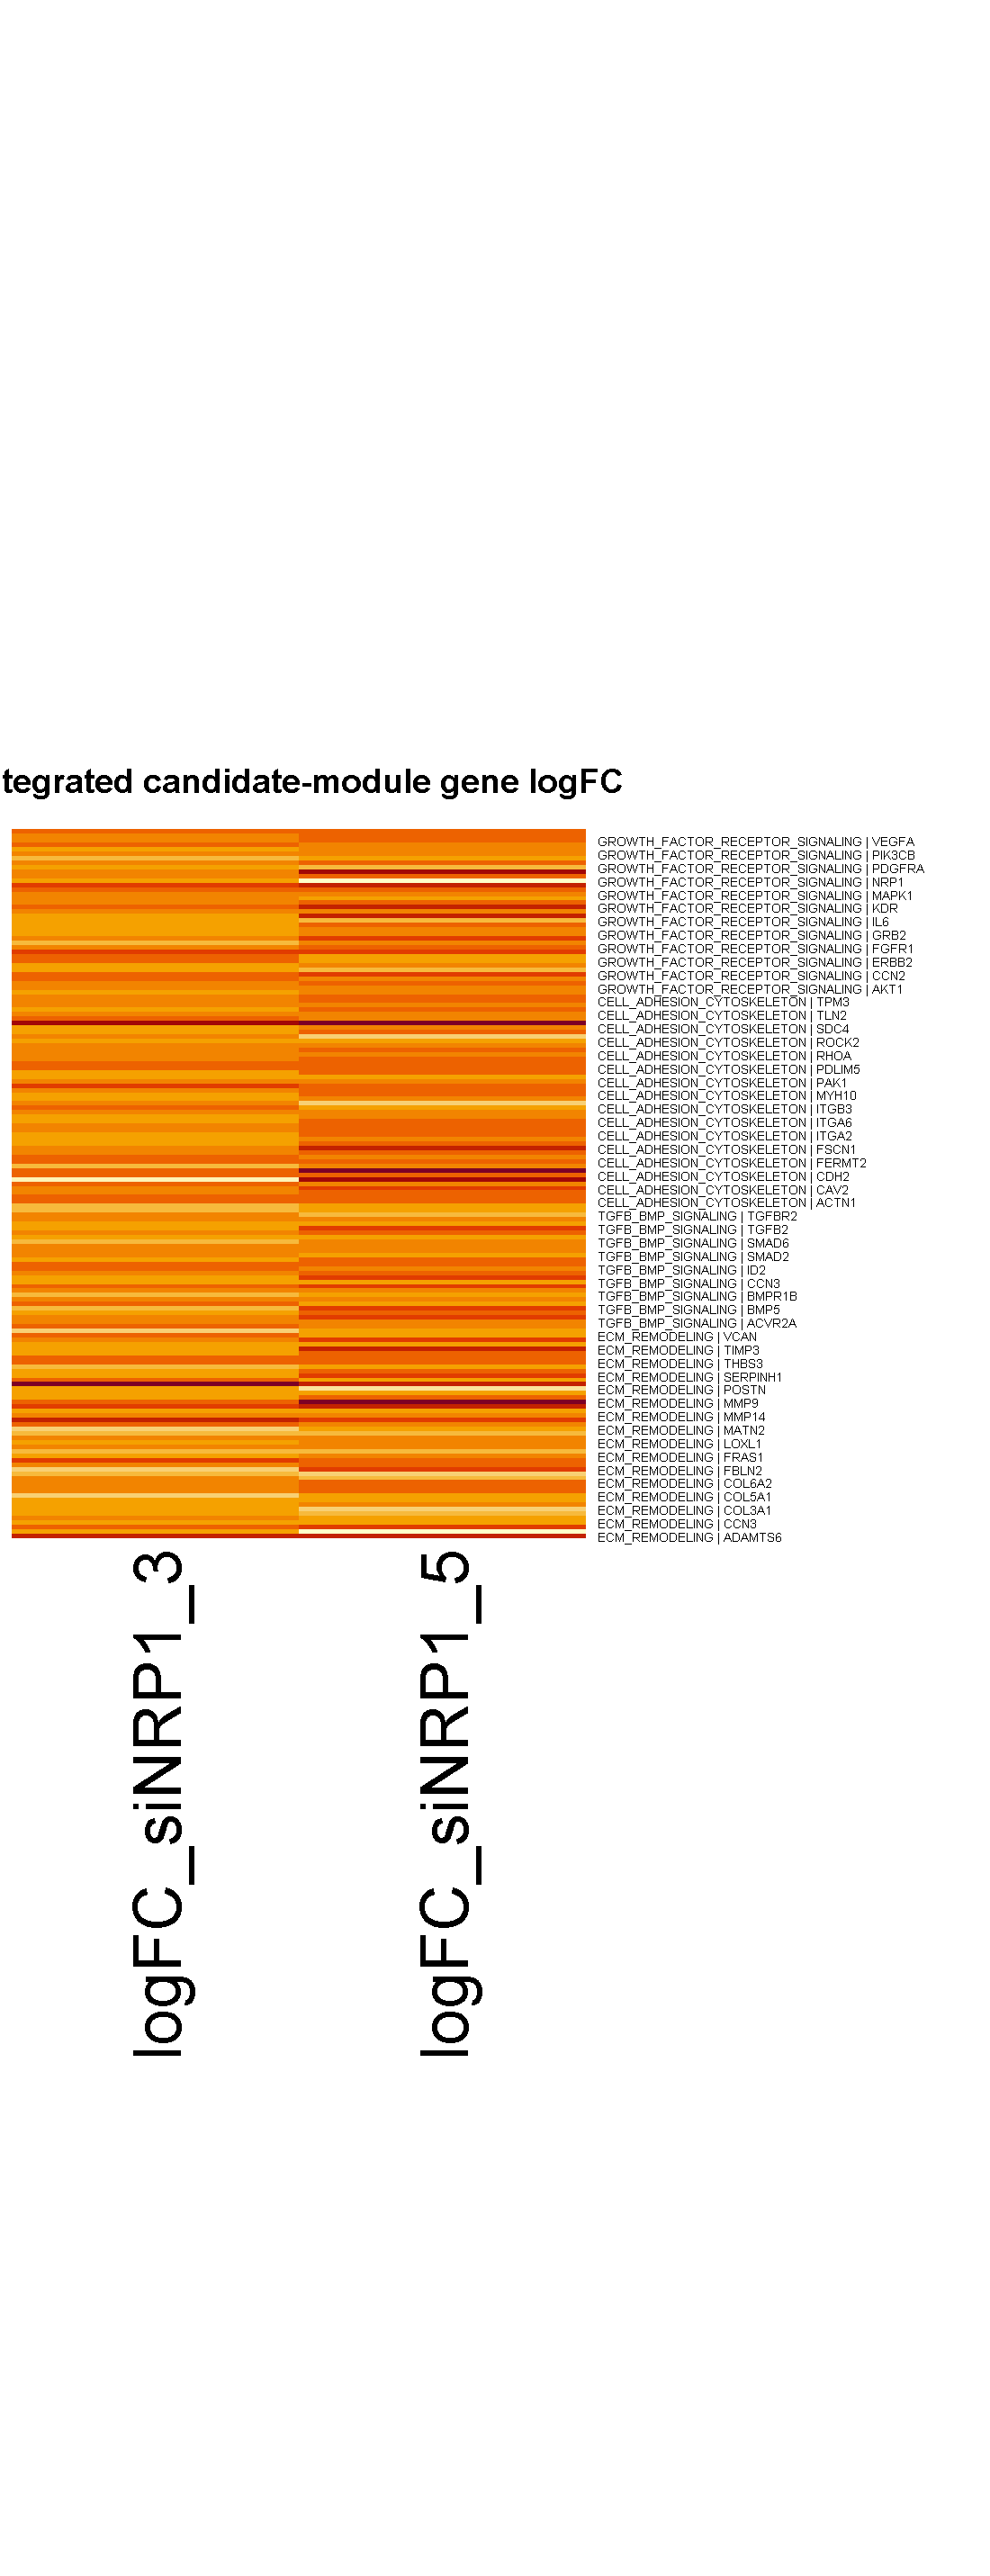 tegrated candidate-module gene logFC
GROWTH_FACTOR_RECEPTOR_SIGNALING | VEGFA
GROWTH_FACTOR_RECEPTOR_SIGNALING | PIK3CB
GROWTH_FACTOR_RECEPTOR_SIGNALING | PDGFRA
GROWTH_FACTOR_RECEPTOR_SIGNALING | NRP1
GROWTH_FACTOR_RECEPTOR_SIGNALING | MAPK1
GROWTH_FACTOR_RECEPTOR_SIGNALING | KDR
GROWTH_FACTOR_RECEPTOR_SIGNALING | IL6
GROWTH_FACTOR_RECEPTOR_SIGNALING | GRB2
GROWTH_FACTOR_RECEPTOR_SIGNALING | FGFR1
GROWTH_FACTOR_RECEPTOR_SIGNALING | ERBB2
GROWTH_FACTOR_RECEPTOR_SIGNALING | CCN2
GROWTH_FACTOR_RECEPTOR_SIGNALING | AKT1
CELL_ADHESION_CYTOSKELETON | TPM3
CELL_ADHESION_CYTOSKELETON | TLN2
CELL_ADHESION_CYTOSKELETON | SDC4
CELL_ADHESION_CYTOSKELETON | ROCK2
CELL_ADHESION_CYTOSKELETON | RHOA
CELL_ADHESION_CYTOSKELETON | PDLIM5
CELL_ADHESION_CYTOSKELETON | PAK1
CELL_ADHESION_CYTOSKELETON | MYH10
CELL_ADHESION_CYTOSKELETON | ITGB3
CELL_ADHESION_CYTOSKELETON | ITGA6
CELL_ADHESION_CYTOSKELETON | ITGA2
CELL_ADHESION_CYTOSKELETON | FSCN1
CELL_ADHESION_CYTOSKELETON | FERMT2
CELL_ADHESION_CYTOSKELETON | CDH2
CELL_ADHESION_CYTOSKELETON | CAV2
CELL_ADHESION_CYTOSKELETON | ACTN1
TGFB_BMP_SIGNALING | TGFBR2
TGFB_BMP_SIGNALING | TGFB2
TGFB_BMP_SIGNALING | SMAD6
TGFB_BMP_SIGNALING | SMAD2
TGFB_BMP_SIGNALING | ID2
TGFB_BMP_SIGNALING | CCN3
TGFB_BMP_SIGNALING | BMPR1B
TGFB_BMP_SIGNALING | BMP5
TGFB_BMP_SIGNALING | ACVR2A
ECM_REMODELING | VCAN
ECM_REMODELING | TIMP3
ECM_REMODELING | THBS3
ECM_REMODELING | SERPINH1
ECM_REMODELING | POSTN
ECM_REMODELING | MMP9
ECM_REMODELING | MMP14
ECM_REMODELING | MATN2
ECM_REMODELING | LOXL1
ECM_REMODELING | FRAS1
ECM_REMODELING | FBLN2
ECM_REMODELING | COL6A2
ECM_REMODELING | COL5A1
ECM_REMODELING | COL3A1
ECM_REMODELING | CCN3
ECM_REMODELING | ADAMTS6
logFC_siNRP1_3
logFC_siNRP1_5